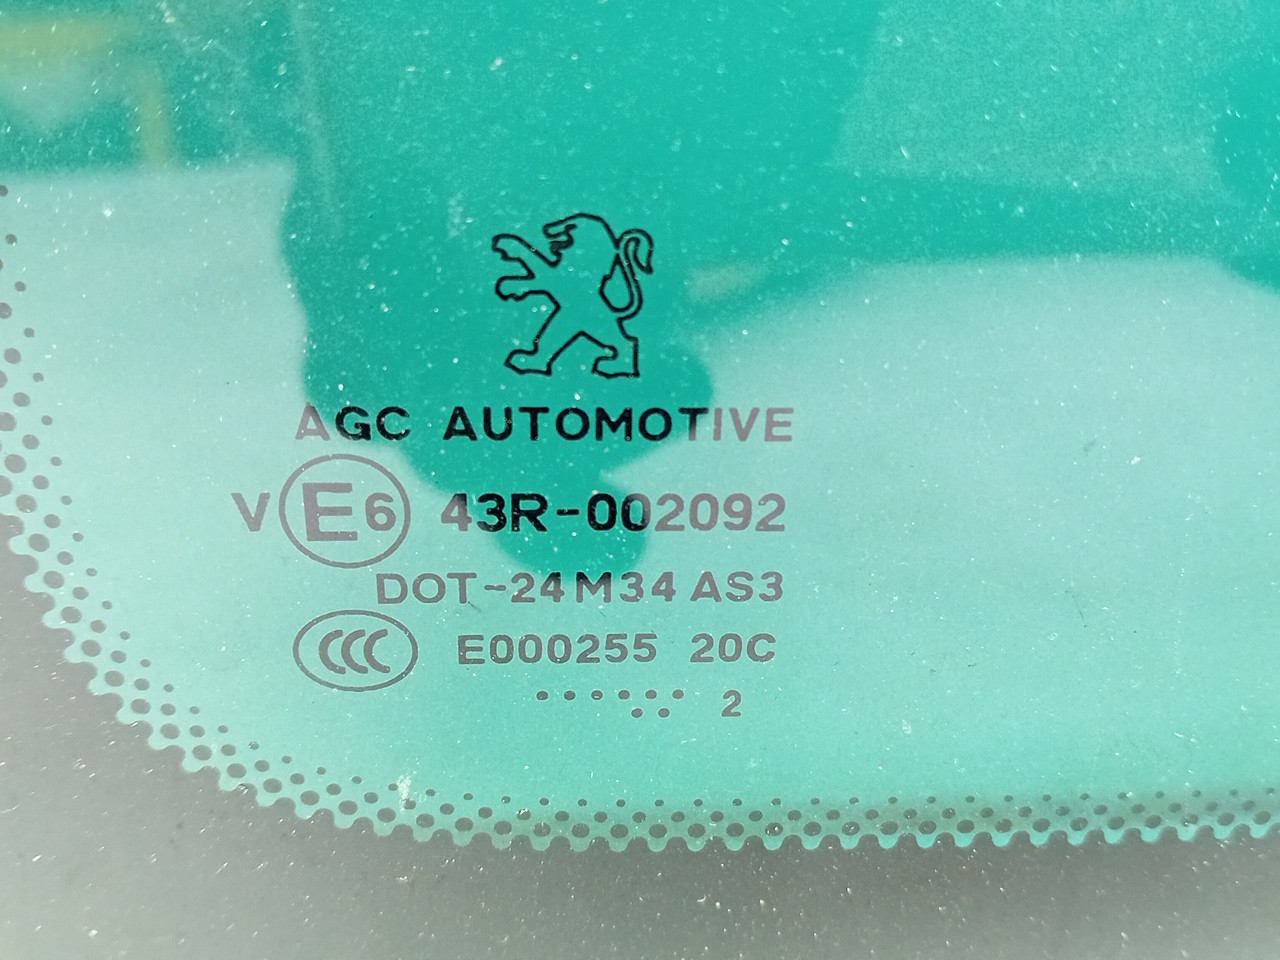 AGC AUTOMOTIVE
V E6 43R-002092
DOT-24M34 AS3
CCC E000255 20C
2